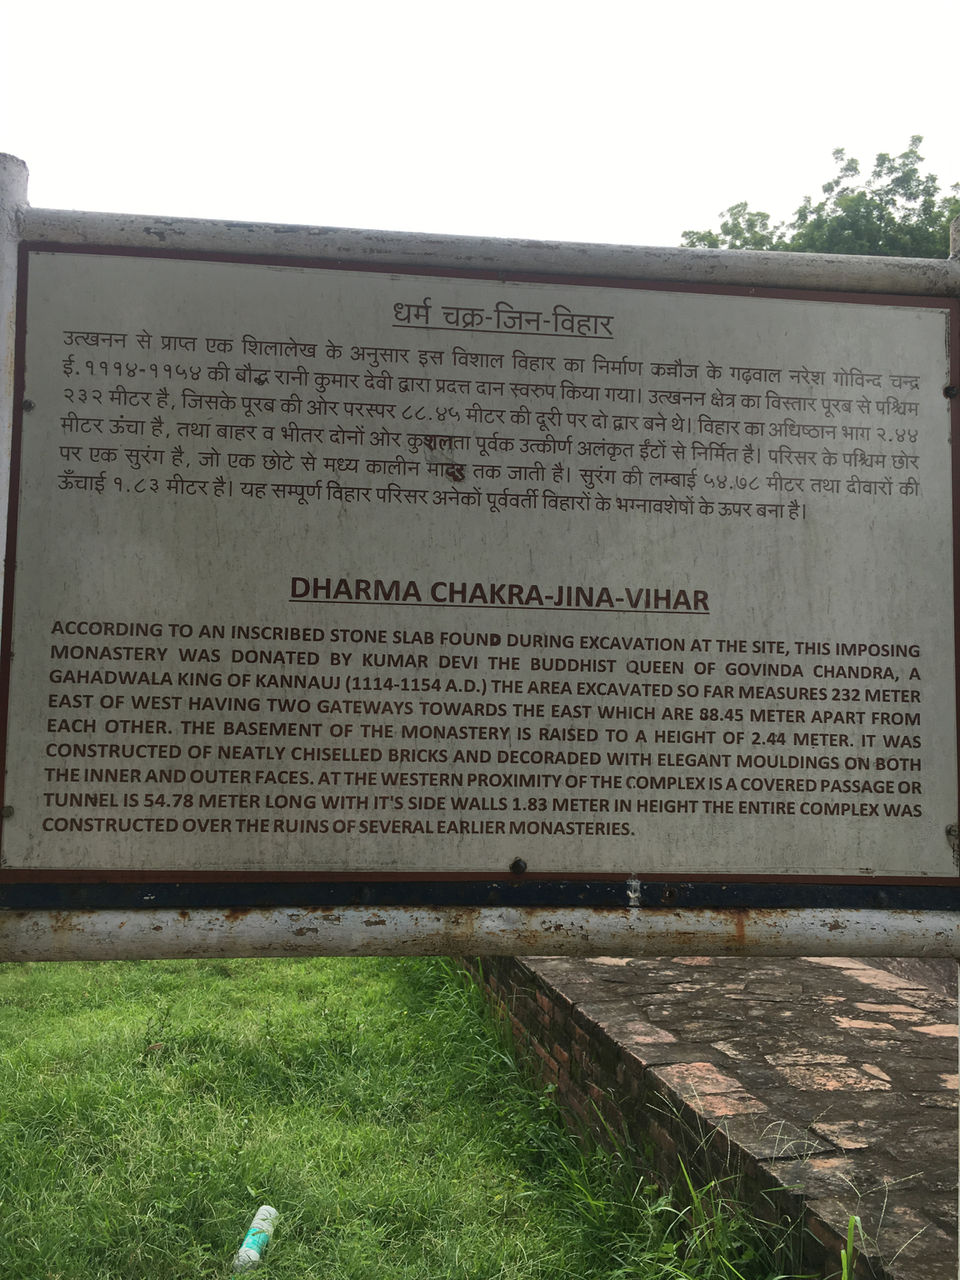 धर्म चक्र-जिन-विहार
उत्खनन से प्राप्त एक शिलालेख के अनुसार इस विशाल विहार का निर्माण कन्नौज के गढ़वाल नरेश गोविन्द चन्द्र
ई. १११४-११५४ की बौद्ध रानी कुमार देवी द्वारा प्रदत्त दान स्वरुप किया गया। उत्खनन क्षेत्र का विस्तार पूरब से पश्चिम
२३२ मीटर है, जिसके पूरब की ओर परस्पर ८८.४५ मीटर की दूरी पर दो द्वार बने थे। विहार का अधिष्ठान भाग २.४४
मीटर ऊंचा है, तथा बाहर व भीतर दोनों ओर कुशलता पूर्वक उत्कीर्ण अलंकृत ईंटों से निर्मित है। परिसर के पश्चिम छोर
पर एक सुरंग है, जो एक छोटे से मध्य कालीन तक जाती है। सुरंग की लम्बाई ५४.७८ मीटर तथा दीवारों की
ऊँचाई १.८३ मीटर है। यह सम्पूर्ण विहार परिसर अनेकों पूर्ववर्ती विहारों के भग्नावशेषों के ऊपर बना है।
DHARMA CHAKRA-JINA-VIHAR
ACCORDING TO AN INSCRIBED STONE SLAB FOUND DURING EXCAVATION AT THE SITE, THIS IMPOSING
MONASTERY WAS DONATED BY KUMAR DEVI THE BUDDHIST QUEEN OF GOVINDA CHANDRA, A
GAHADWALA KING OF KANNAUJ (1114-1154 A.D.) THE AREA EXCAVATED SO FAR MEASURES 232 METER
EAST OF WEST HAVING TWO GATEWAYS TOWARDS THE EAST WHICH ARE 88.45 METER APART FROM
EACH OTHER. THE BASEMENT OF THE MONASTERY IS RAISED TO A HEIGHT OF 2.44 METER. IT WAS
CONSTRUCTED OF NEATLY CHISELLED BRICKS AND DECORADED WITH ELEGANT MOULDINGS ON BOTH
THE INNER AND OUTER FACES. AT THE WESTERN PROXIMITY OF THE COMPLEX IS A COVERED PASSAGE OR
TUNNEL IS 54.78 METER LONG WITH IT'S SIDE WALLS 1.83 METER IN HEIGHT THE ENTIRE COMPLEX WAS
CONSTRUCTED OVER THE RUINS OF SEVERAL EARLIER MONASTERIES.